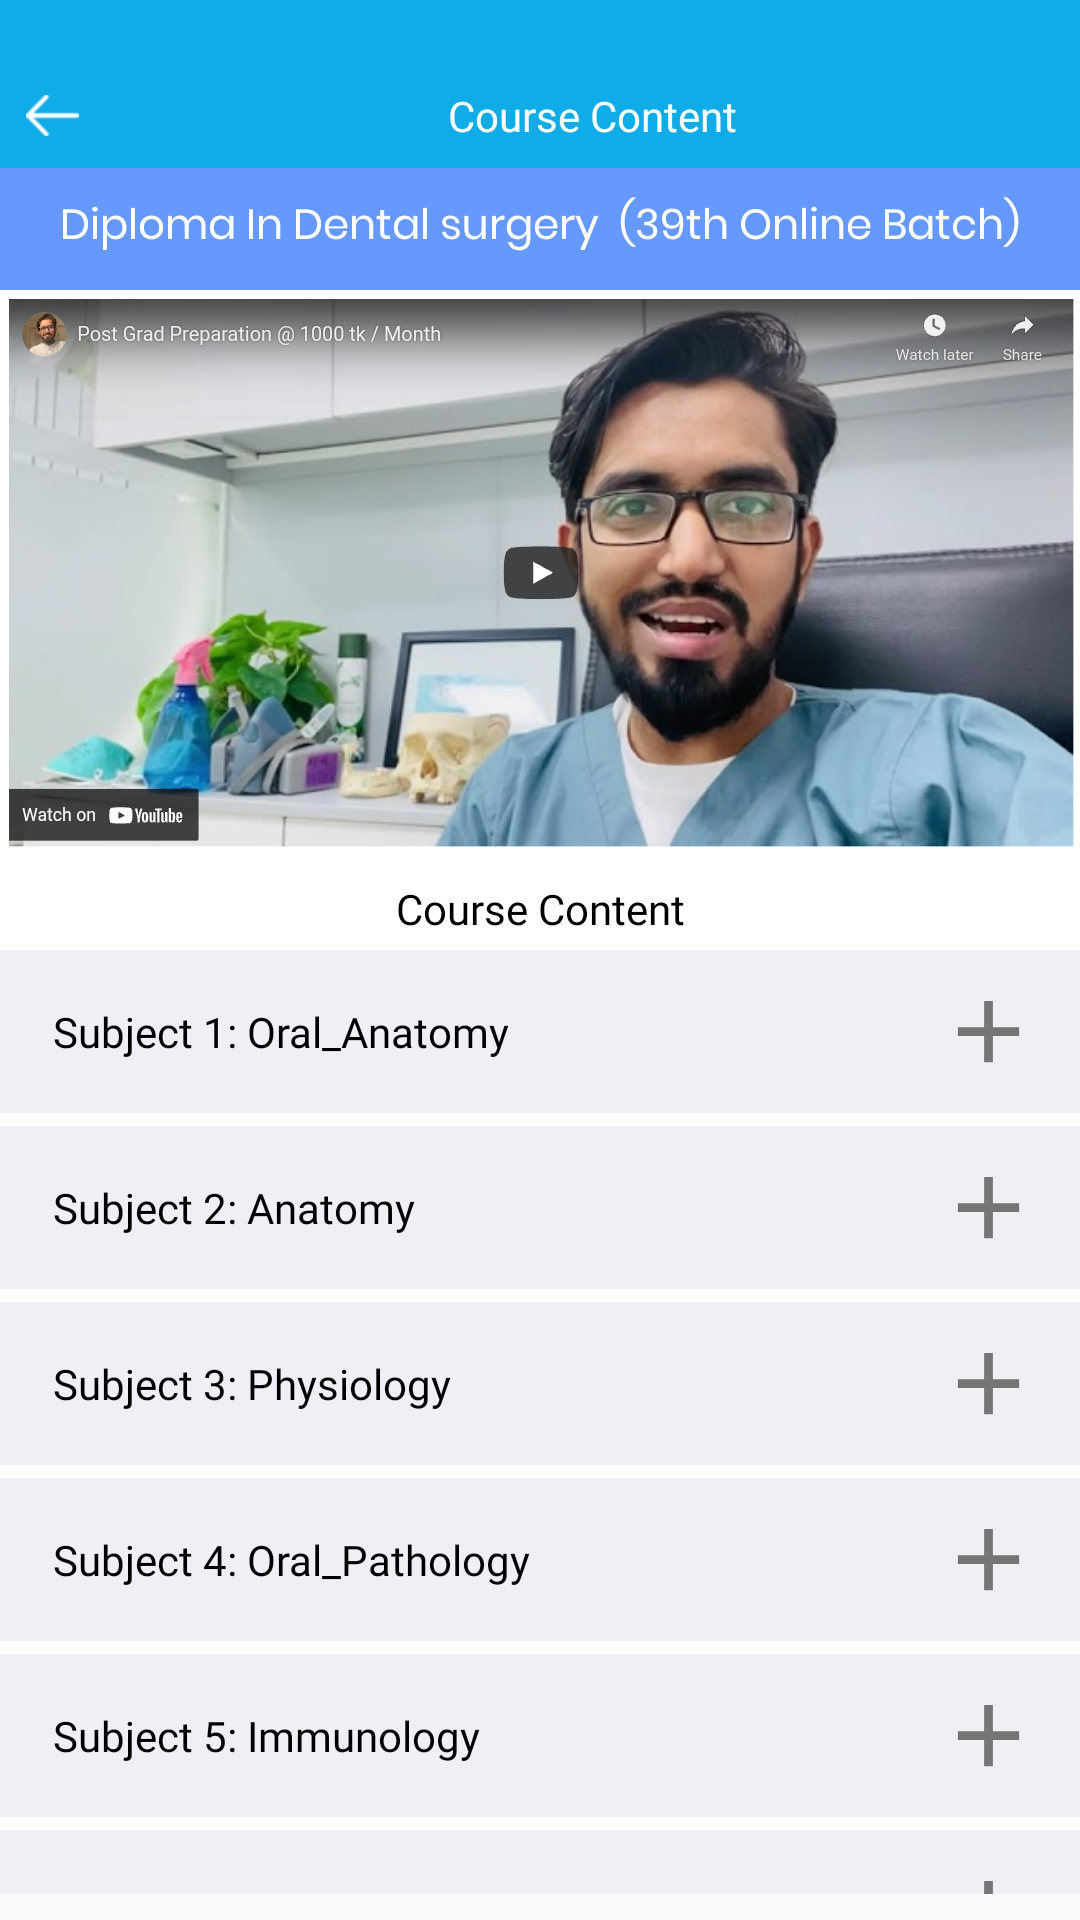 Course Content
Diploma In Dental surgery (39th Online Batch)
Post Grad Preparation @ 1000 tk / Month
Watch later
Share
Watch on YouTube
Course Content
Subject 1: Oral_Anatomy
Subject 2: Anatomy
Subject 3: Physiology
Subject 4: Oral_Pathology
Subject 5: Immunology